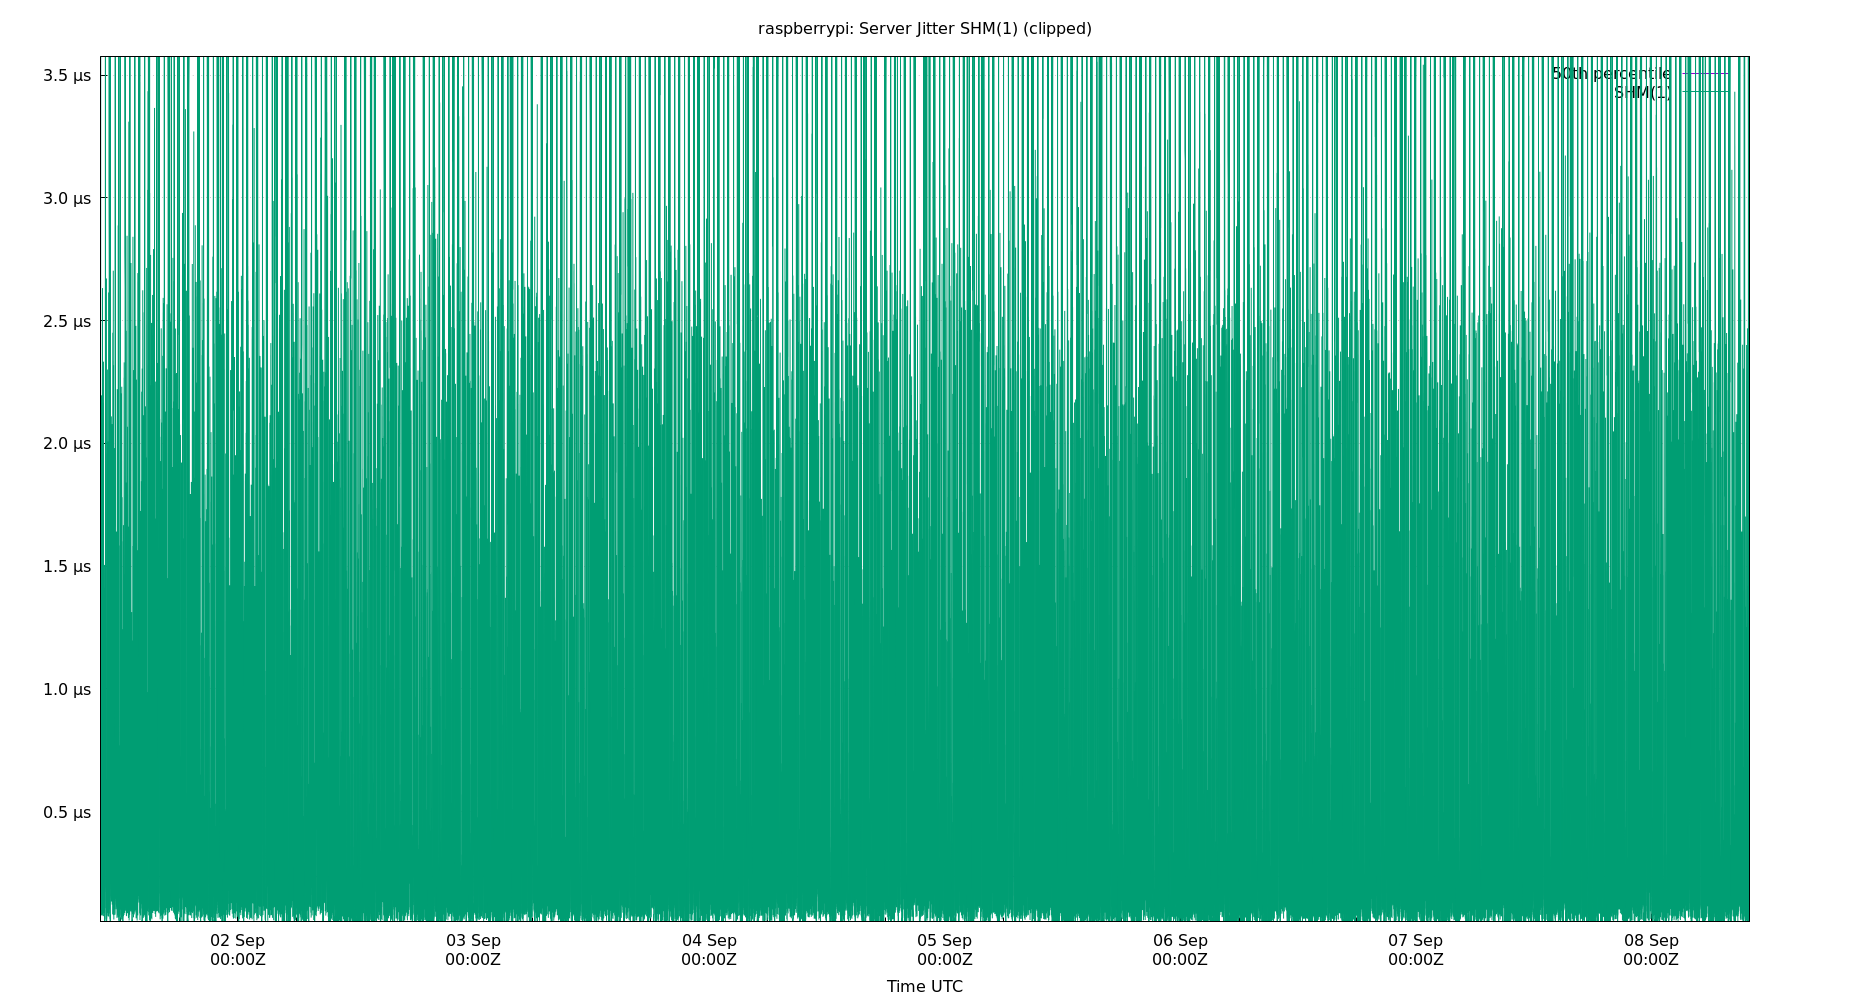 raspberrypi: Server Jitter SHM(1) (clipped)
50th percentile
SHM(1)
3.5 µs
3.0 µs
2.5 µs
2.0 µs
1.5 µs
1.0 µs
0.5 µs
02 Sep 03 Sep 04 Sep 05 Sep 06 Sep 07 Sep 08 Sep
00:00Z 00:00Z 00:00Z 00:00Z 00:00Z 00:00Z 00:00Z
Time UTC